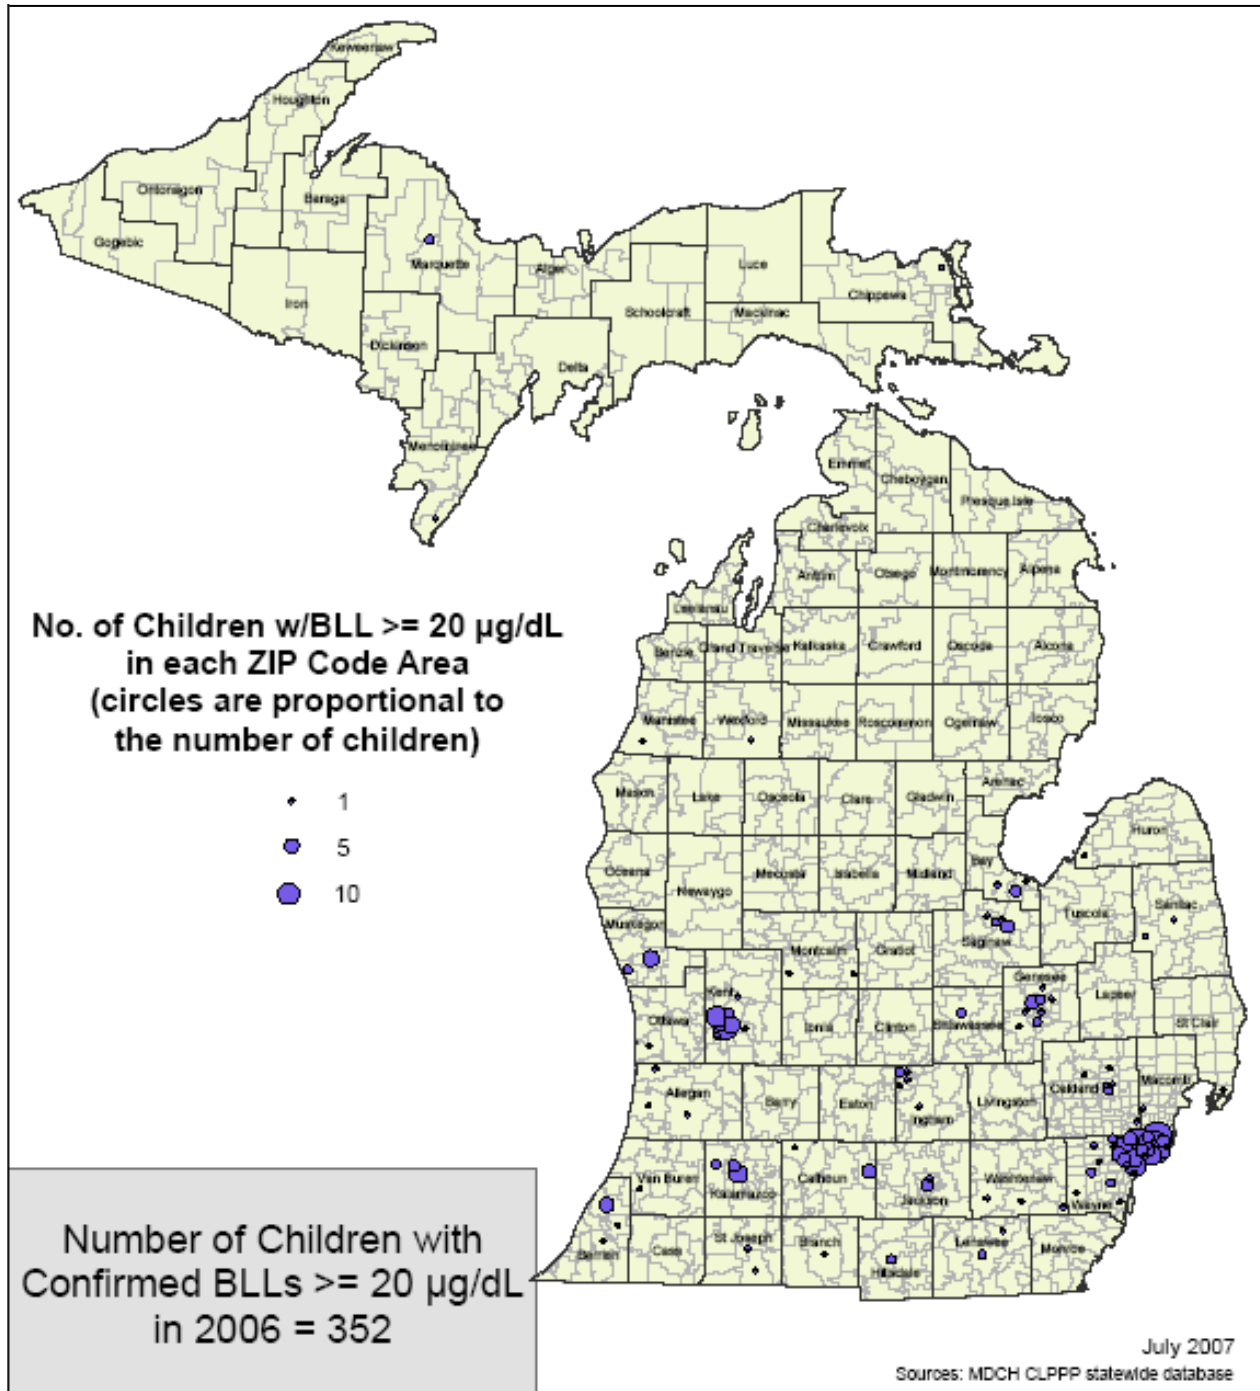 Keweenaw
Houghton
Ontonagon
Baraga
Gogebic
Marquette
Alger
Luce
Chippewa
Iron
Schoolcraft
Mackinac
Dickinson
Delta
Menominee
Emmet
Cheboygan
Presque Isle
Charlevoix
Antrim
Otsego
Montmorency
Alpena
Leelanau
No. of Children w/BLL >= 20 µg/dL
in each ZIP Code Area
(circles are proportional to
the number of children)
1
5
10
Benzie
Grand Traverse
Kalkaska
Crawford
Oscoda
Alcona
Manistee
Wexford
Missaukee
Roscommon
Ogemaw
Iosco
Mason
Lake
Osceola
Clare
Gladwin
Arenac
Huron
Oceana
Newaygo
Mecosta
Isabella
Midland
Bay
Tuscola
Sanilac
Muskegon
Montcalm
Gratiot
Saginaw
Genesee
Lapeer
St Clair
Kent
Ottawa
Ionia
Clinton
Shiawassee
Oakland
Macomb
Allegan
Barry
Eaton
Ingham
Livingston
Van Buren
Kalamazoo
Calhoun
Jackson
Washtenaw
Wayne
Berrien
Cass
St Joseph
Branch
Hillsdale
Lenawee
Monroe
Number of Children with
Confirmed BLLs >= 20 µg/dL
in 2006 = 352
July 2007
Sources: MDCH CLPPP statewide database